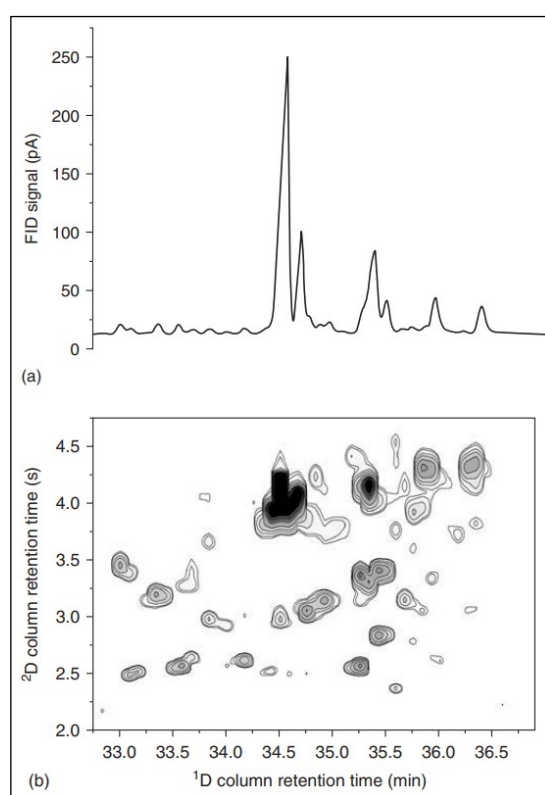 250
200
150
100
50
0
FID signal (pA)
(a)
4.5
4.0
3.5
3.0
2.5
2.0
²D column retention time (s)
33.0 33.5 34.0 34.5 35.0 35.5 36.0 36.5
(b) ¹D column retention time (min)